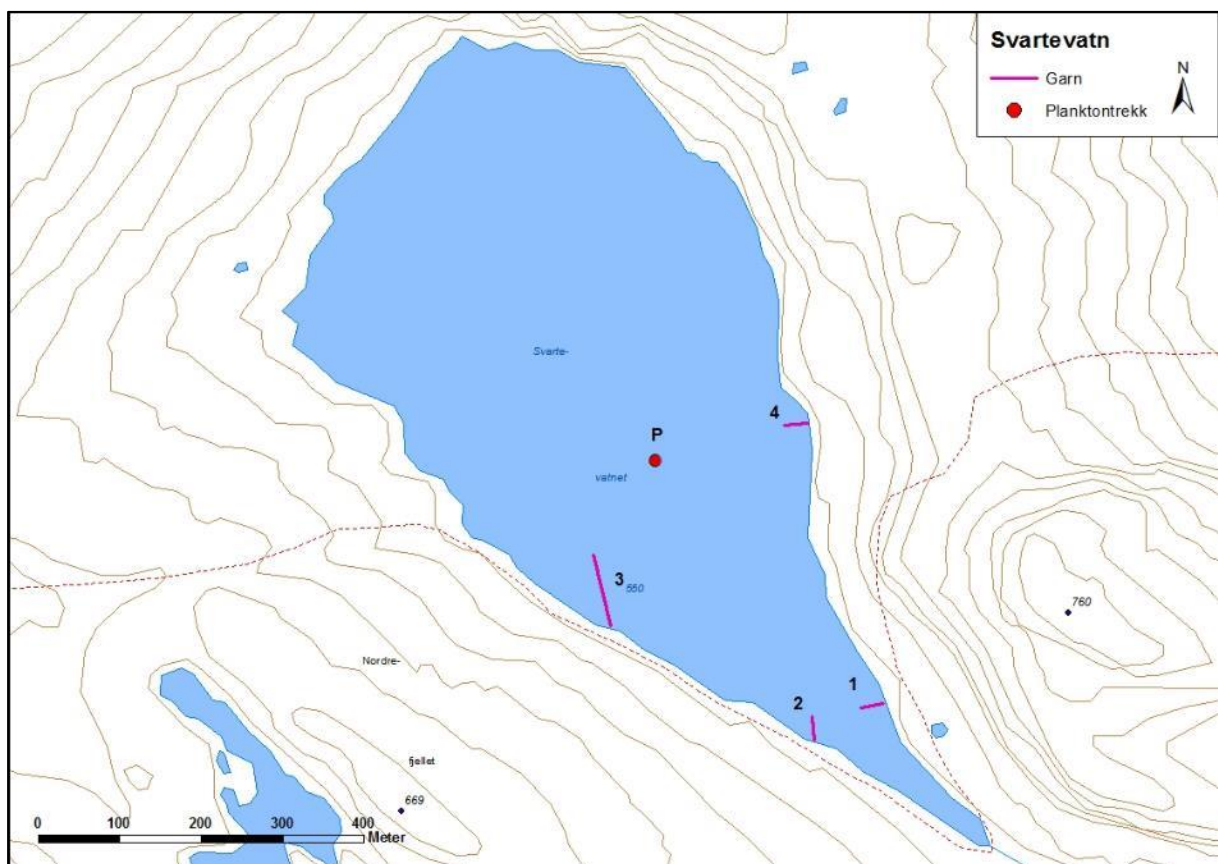 Svartevatn
Garn
Planktontrekk
N
Svarte-
4
P
vatnet
3
550
760
Nordre-
1
2
fjellet
669
0 100 200 300 400
Meter